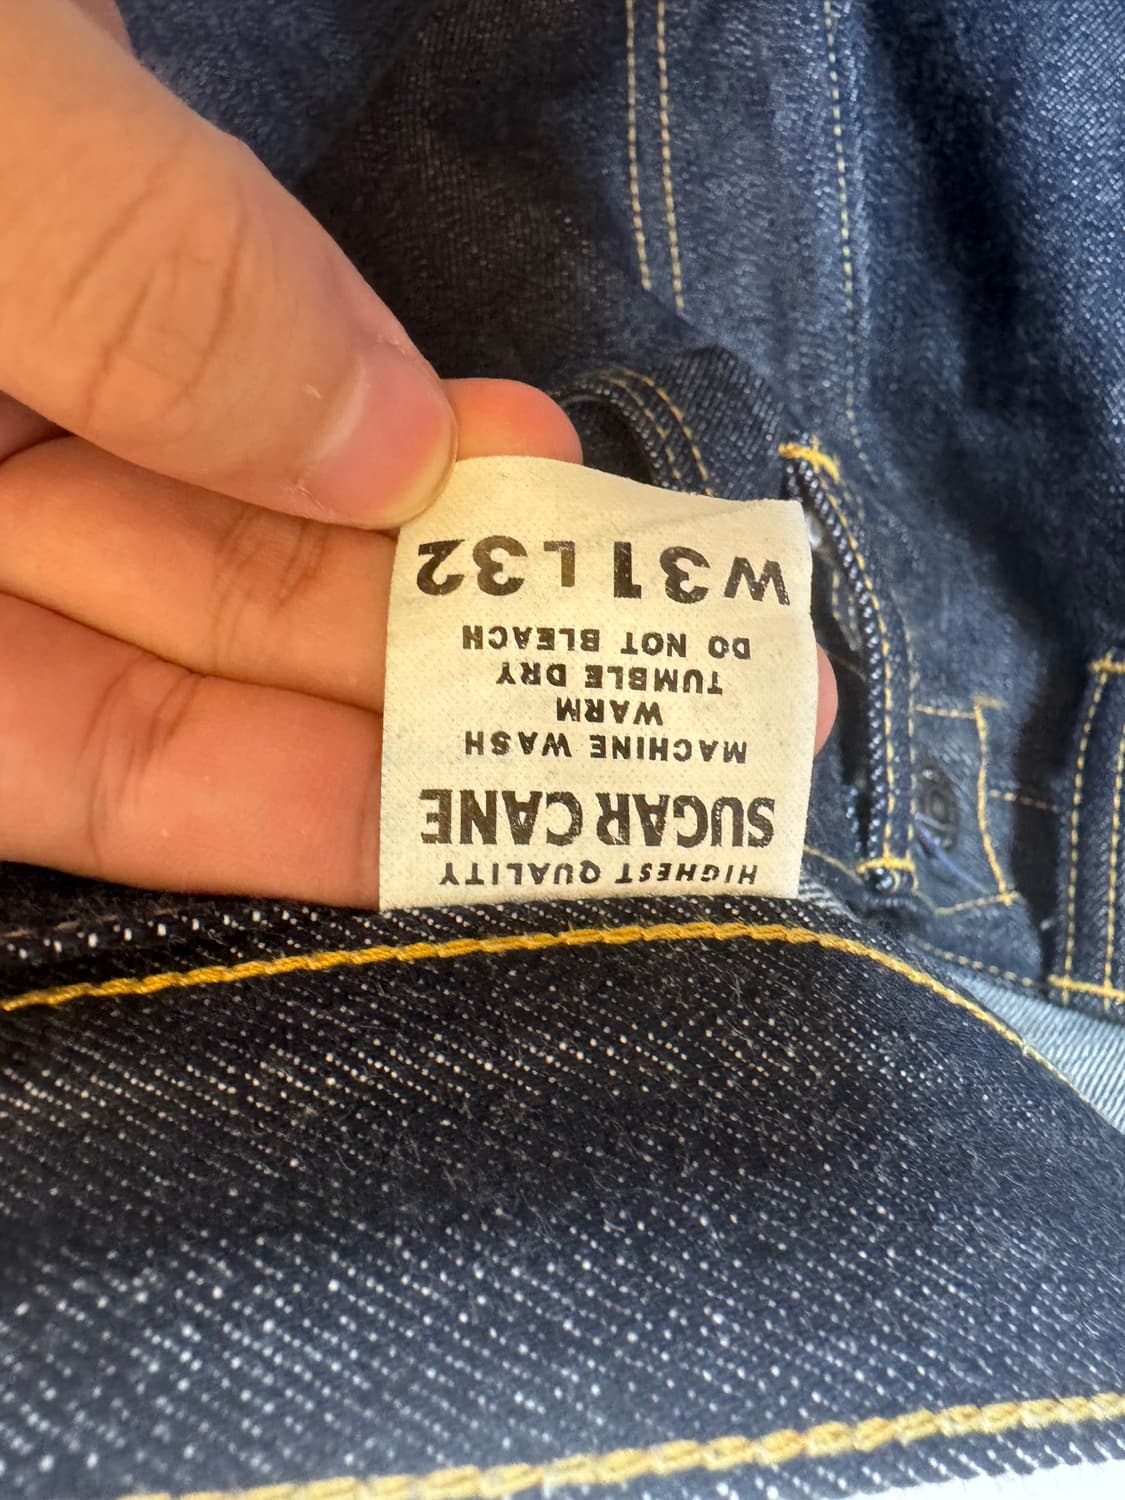 HIGHEST QUALITY
SUGAR CANE
MACHINE WASH
WARM
TUMBLE DRY
DO NOT BLEACH
W31 L32